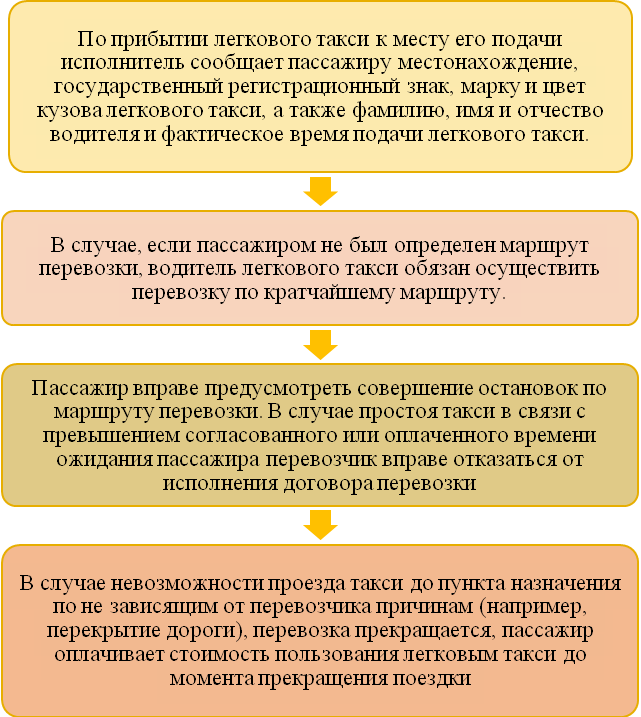 По прибытии легкового такси к месту его подачи
исполнитель сообщает пассажиру местонахождение,
государственный регистрационный знак, марку и цвет
кузова легкового такси, а также фамилию, имя и отчество
водителя и фактическое время подачи легкового такси.
В случае, если пассажиром не был определен маршрут
перевозки, водитель легкового такси обязан осуществить
перевозку по кратчайшему маршруту.
Пассажир вправе предусмотреть совершение остановок по
маршруту перевозки. В случае простоя такси в связи с
превышением согласованного или оплаченного времени
ожидания пассажира перевозчик вправе отказаться от
исполнения договора перевозки
В случае невозможности проезда такси до пункта назначения
по не зависящим от перевозчика причинам (например,
перекрытие дороги), перевозка прекращается, пассажир
оплачивает стоимость пользования легковым такси до
момента прекращения поездки